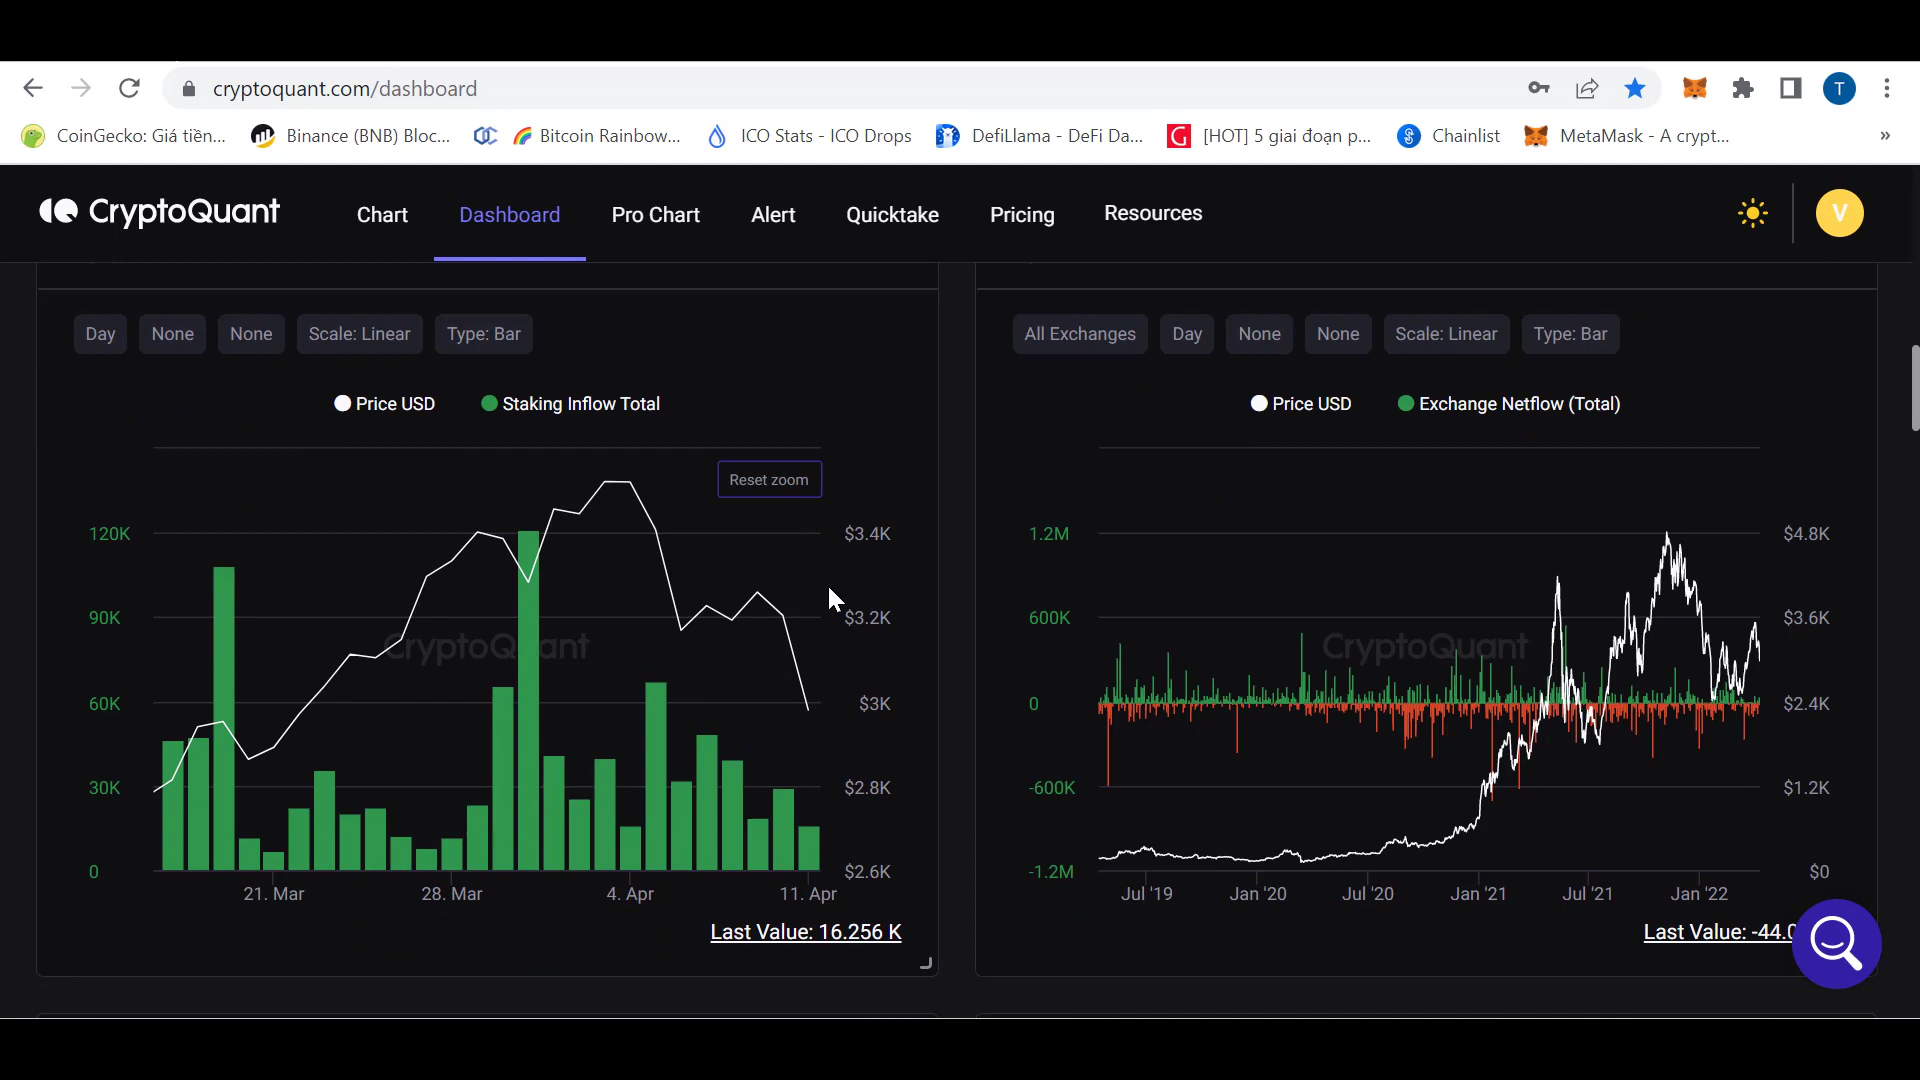 cryptoquant.com/dashboard
T
CoinGecko: Giá tiền...
Binance (BNB) Bloc...
Bitcoin Rainbow...
ICO Stats - ICO Drops
DefiLlama - DeFi Da...
[HOT] 5 giai đoạn p...
Chainlist
MetaMask - A crypt...
»
CryptoQuant
Chart
Dashboard
Pro Chart
Alert
Quicktake
Pricing
Resources
V
Day
None
None
Scale: Linear
Type: Bar
Price USD
Staking Inflow Total
Reset zoom
120K
90K
60K
30K
0
$3.4K
$3.2K
$3K
$2.8K
$2.6K
CryptoQuant
21. Mar
28. Mar
4. Apr
11. Apr
Last Value: 16.256 K
All Exchanges
Day
None
None
Scale: Linear
Type: Bar
Price USD
Exchange Netflow (Total)
1.2M
600K
0
-600K
-1.2M
$4.8K
$3.6K
$2.4K
$1.2K
$0
CryptoQuant
Jul '19
Jan '20
Jul '20
Jan '21
Jul '21
Jan '22
Last Value: -44.0